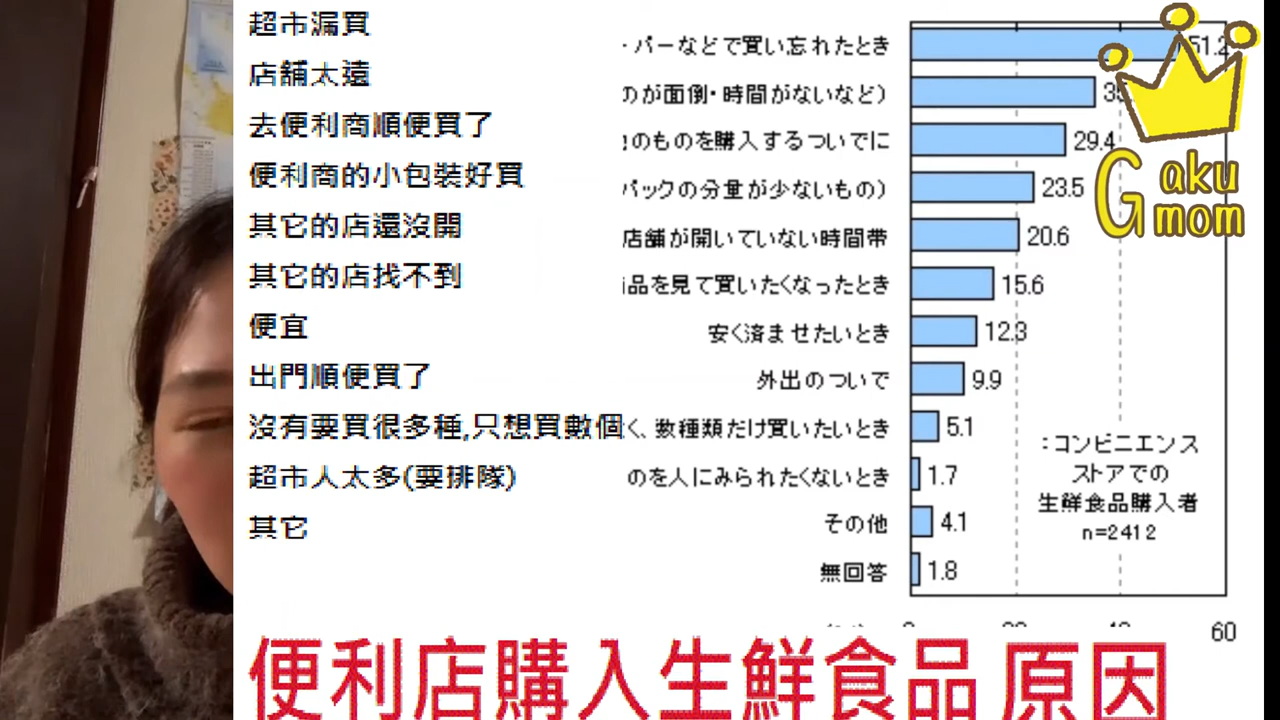 超市漏買
店舖太遠
去便利商順便買了
便利商的小包裝好買
其它的店還沒開
其它的店找不到
便宜
出門順便買了
沒有要買很多種,只想買數個
超市人太多(要排隊)
其它
・パーなどで買い忘れたとき 51.2
のが面倒・時間がないなど)
のものを購入するついでに 29.4
パックの分量が少ないもの) 23.5
店舗が開いていない時間帯 20.6
品を見て買いたくなったとき 15.6
安く済ませたいとき 12.3
外出のついで 9.9
く、数種類だけ買いたいとき 5.1
のを人にみられたくないとき 1.7
その他 4.1
無回答 1.8
:コンビニエンス
ストアでの
生鮮食品購入者
n=2412
60
Gaku
mom
便利店購入生鮮食品 原因